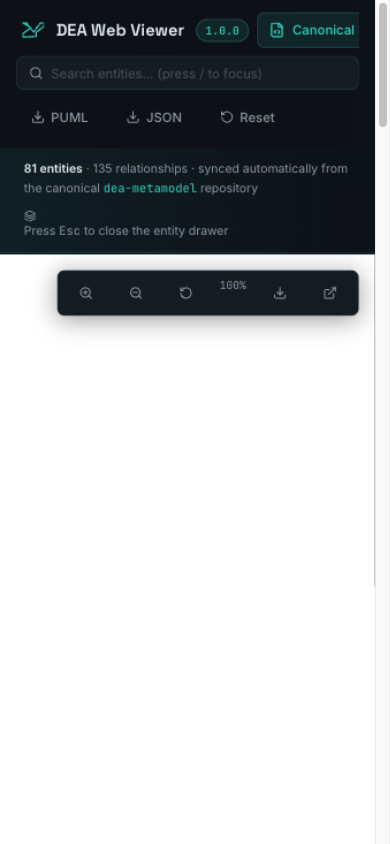 DEA Web Viewer 1.0.0 Canonical
Search entities... (press / to focus)
PUML JSON Reset
81 entities · 135 relationships · synced automatically from
the canonical dea-metamodel repository
Press Esc to close the entity drawer
100%